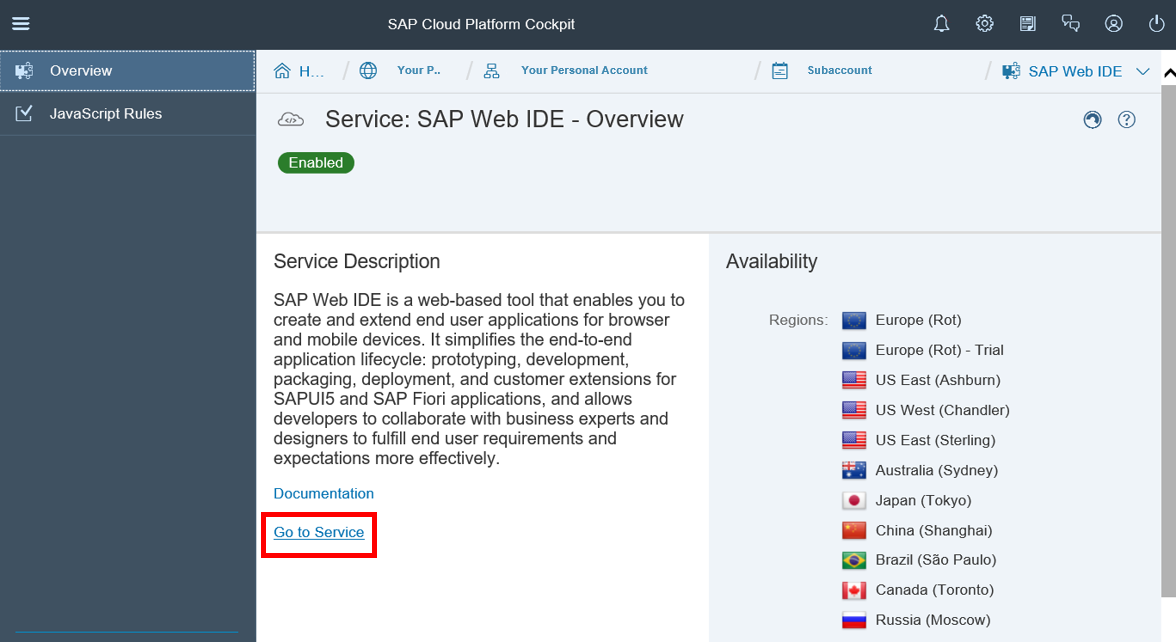 SAP Cloud Platform Cockpit
Overview
JavaScript Rules
H... / Your P.. / Your Personal Account / Subaccount / SAP Web IDE
Service: SAP Web IDE - Overview
Enabled
Service Description
SAP Web IDE is a web-based tool that enables you to
create and extend end user applications for browser
and mobile devices. It simplifies the end-to-end
application lifecycle: prototyping, development,
packaging, deployment, and customer extensions for
SAPUI5 and SAP Fiori applications, and allows
developers to collaborate with business experts and
designers to fulfill end user requirements and
expectations more effectively.
Documentation
Go to Service
Availability
Regions:
Europe (Rot)
Europe (Rot) - Trial
US East (Ashburn)
US West (Chandler)
US East (Sterling)
Australia (Sydney)
Japan (Tokyo)
China (Shanghai)
Brazil (São Paulo)
Canada (Toronto)
Russia (Moscow)